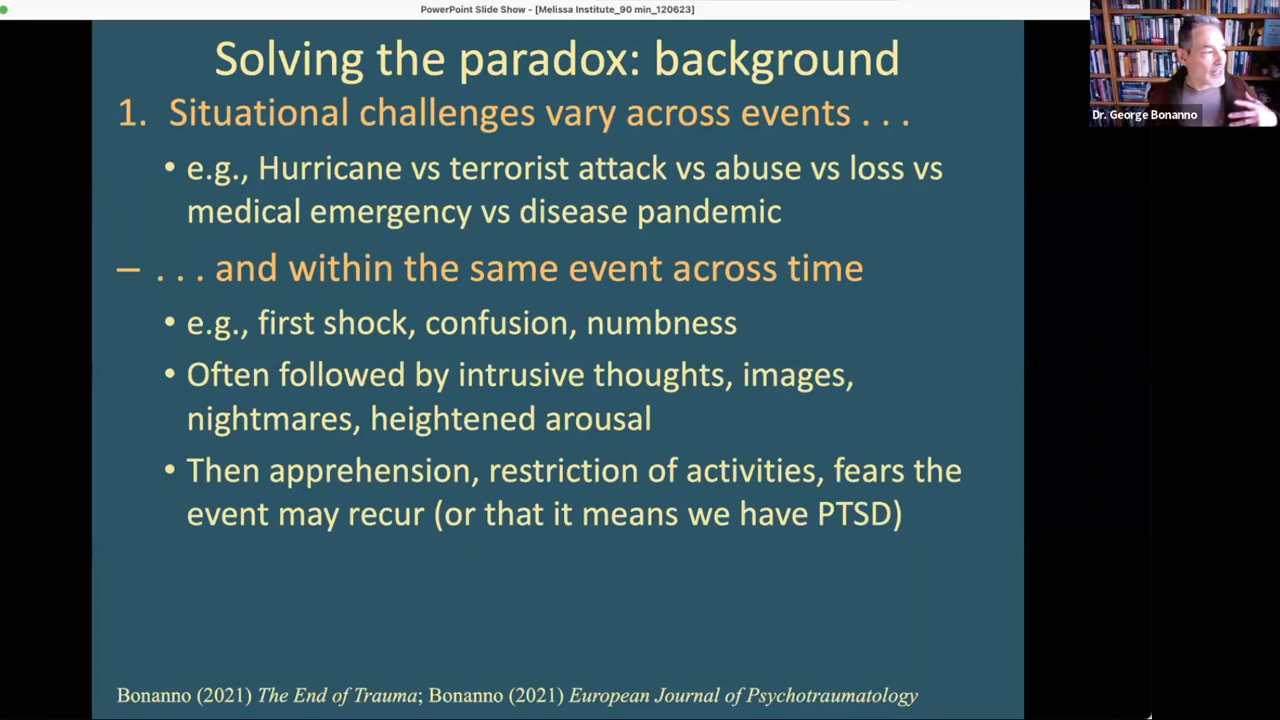 PowerPoint Slide Show - [Melissa Institute_90 min_120623]
Solving the paradox: background
1. Situational challenges vary across events . . .
• e.g., Hurricane vs terrorist attack vs abuse vs loss vs
medical emergency vs disease pandemic
– . . . and within the same event across time
• e.g., first shock, confusion, numbness
• Often followed by intrusive thoughts, images,
nightmares, heightened arousal
• Then apprehension, restriction of activities, fears the
event may recur (or that it means we have PTSD)
Bonanno (2021) The End of Trauma; Bonanno (2021) European Journal of Psychotraumatology
Dr. George Bonanno